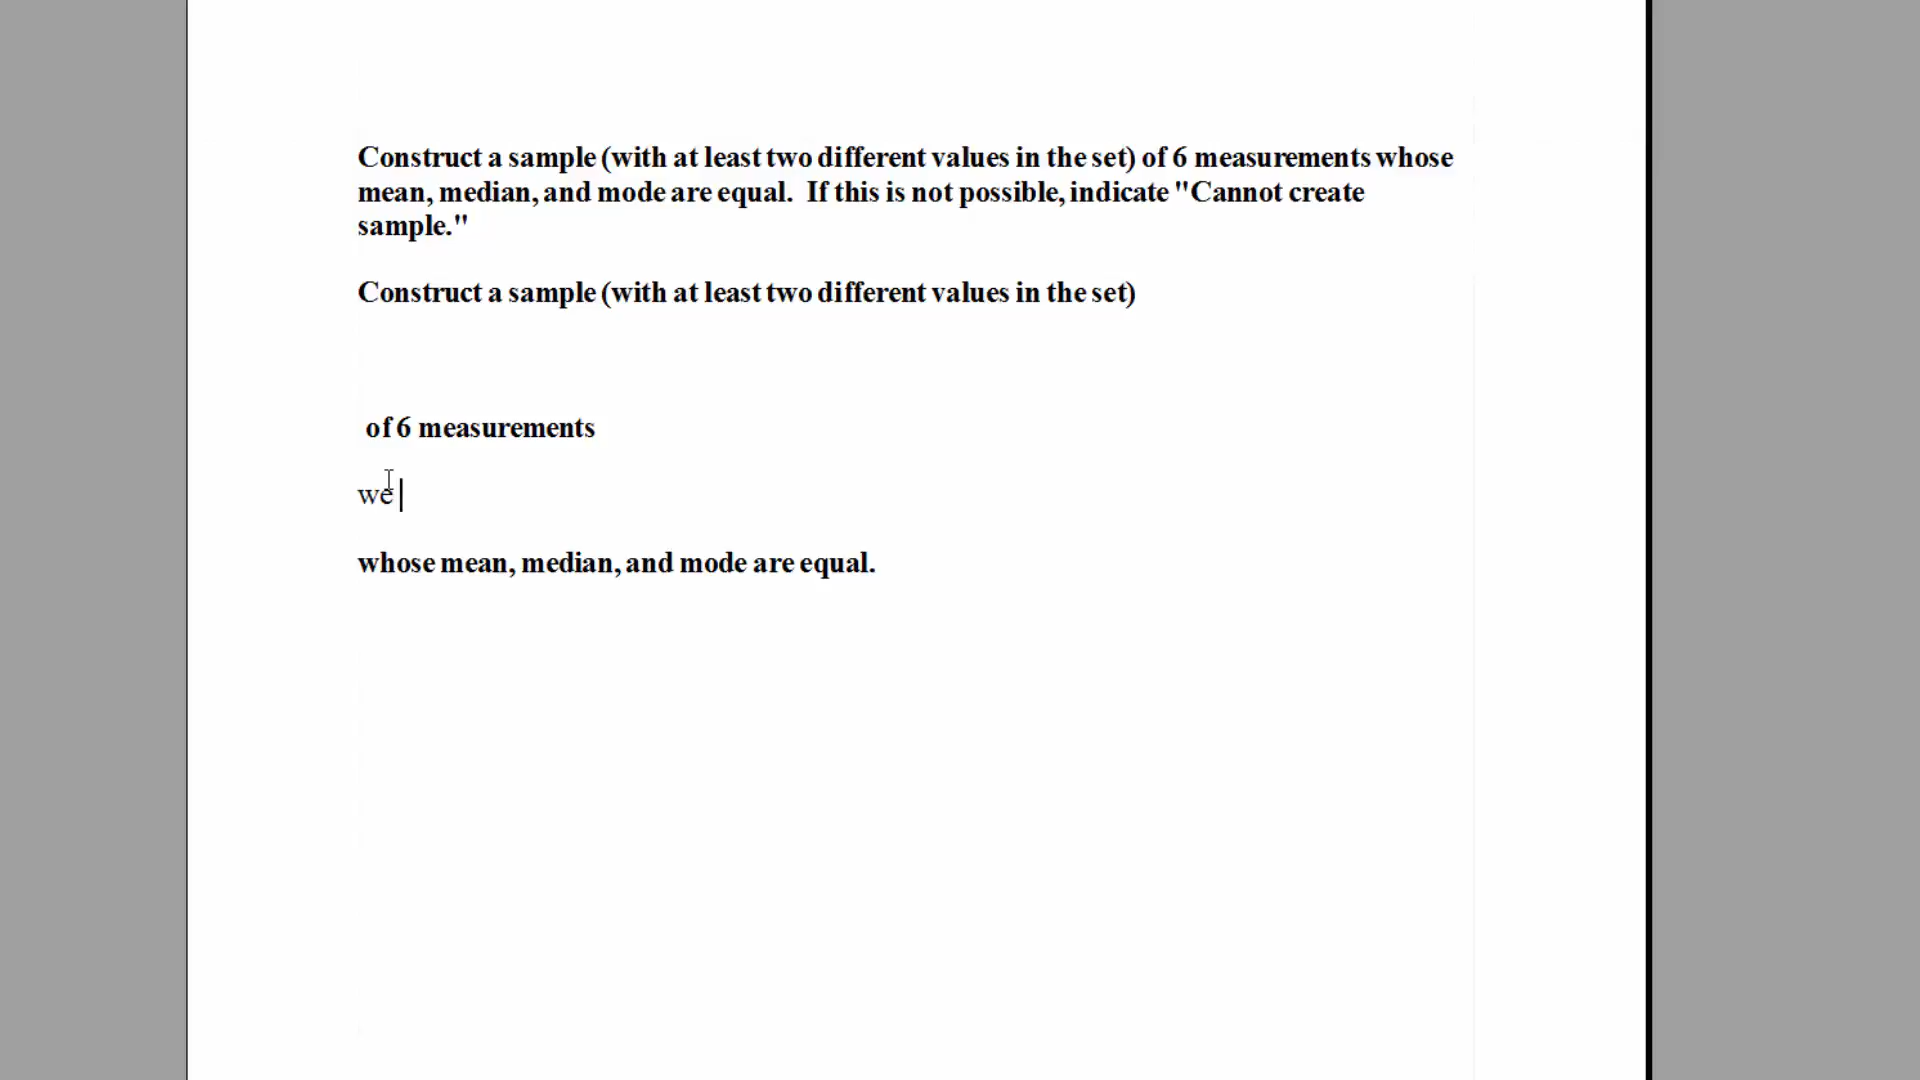 Construct a sample (with at least two different values in the set) of 6 measurements whose
mean, median, and mode are equal.  If this is not possible, indicate "Cannot create
sample."
Construct a sample (with at least two different values in the set)
of 6 measurements
we
whose mean, median, and mode are equal.